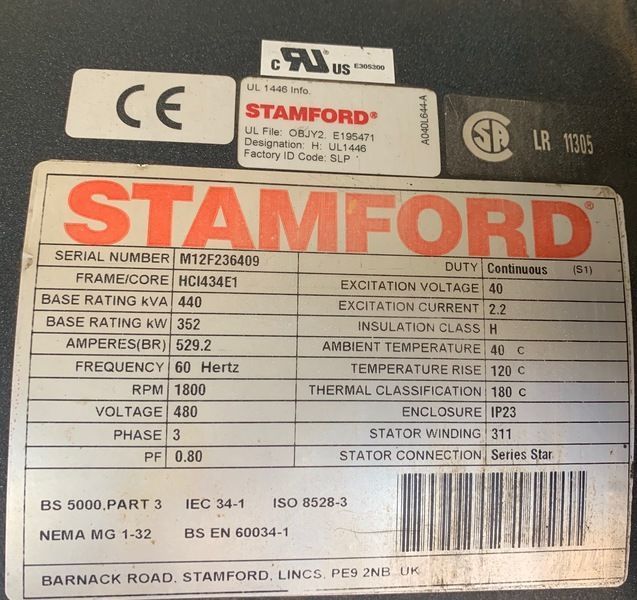 c RU US E305300
CE
UL 1446 Info.
STAMFORD®
UL File: OBJY2. E195471
Designation: H: UL1446
Factory ID Code: SLP
A040L644-A
SA LR 11305
STAMFORD®
SERIAL NUMBER M12F236409
DUTY Continuous (S1)
FRAME/CORE HCI434E1
EXCITATION VOLTAGE 40
BASE RATING kVA 440
EXCITATION CURRENT 2.2
BASE RATING kW 352
INSULATION CLASS H
AMPERES(BR) 529.2
AMBIENT TEMPERATURE 40 C
FREQUENCY 60 Hertz
TEMPERATURE RISE 120 C
RPM 1800
THERMAL CLASSIFICATION 180 C
VOLTAGE 480
ENCLOSURE IP23
PHASE 3
STATOR WINDING 311
PF 0.80
STATOR CONNECTION Series Star
BS 5000,PART 3 IEC 34-1 ISO 8528-3
NEMA MG 1-32 BS EN 60034-1
BARNACK ROAD, STAMFORD, LINCS, PE9 2NB UK